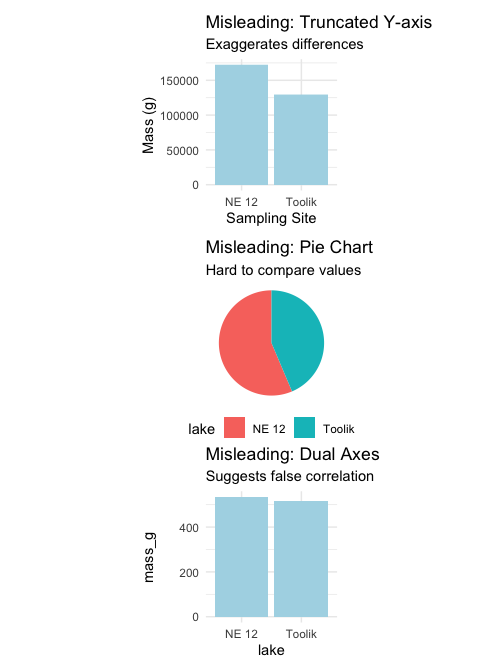 Misleading: Truncated Y-axis
Exaggerates differences
150000
100000
50000
0
Mass (g)
NE 12 Toolik
Sampling Site
Misleading: Pie Chart
Hard to compare values
lake NE 12 Toolik
Misleading: Dual Axes
Suggests false correlation
400
200
0
mass_g
NE 12 Toolik
lake